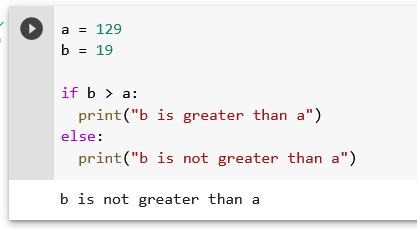 a = 129
b = 19
if b > a:
  print("b is greater than a")
else:
  print("b is not greater than a")
b is not greater than a